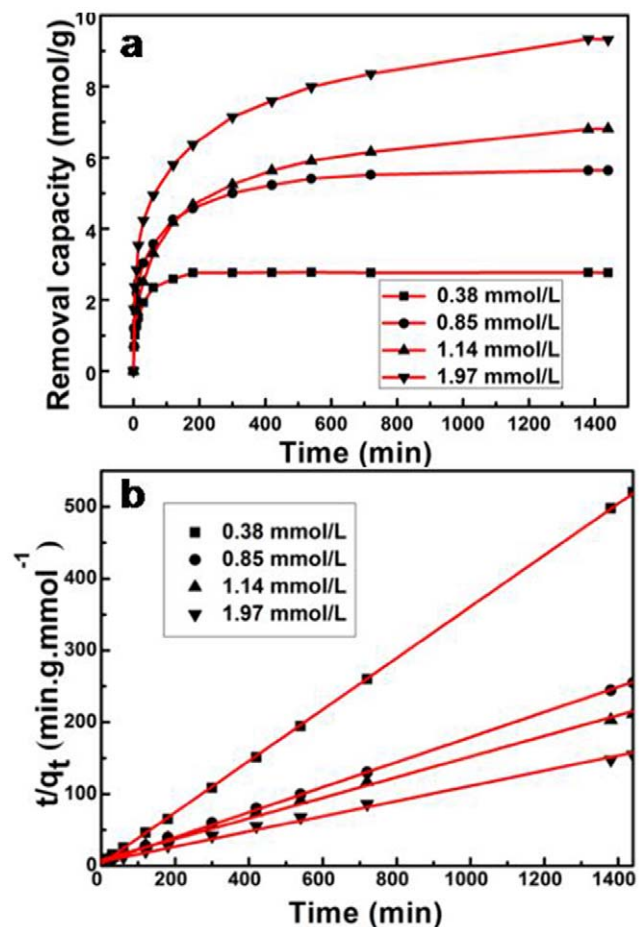 a
Removal capacity (mmol/g)
10
8
6
4
2
0
0.38 mmol/L
0.85 mmol/L
1.14 mmol/L
1.97 mmol/L
0 200 400 600 800 1000 1200 1400
Time (min)
b
t/qt (min.g.mmol-1
500
400
300
200
100
0
0.38 mmol/L
0.85 mmol/L
1.14 mmol/L
1.97 mmol/L
0 200 400 600 800 1000 1200 1400
Time (min)